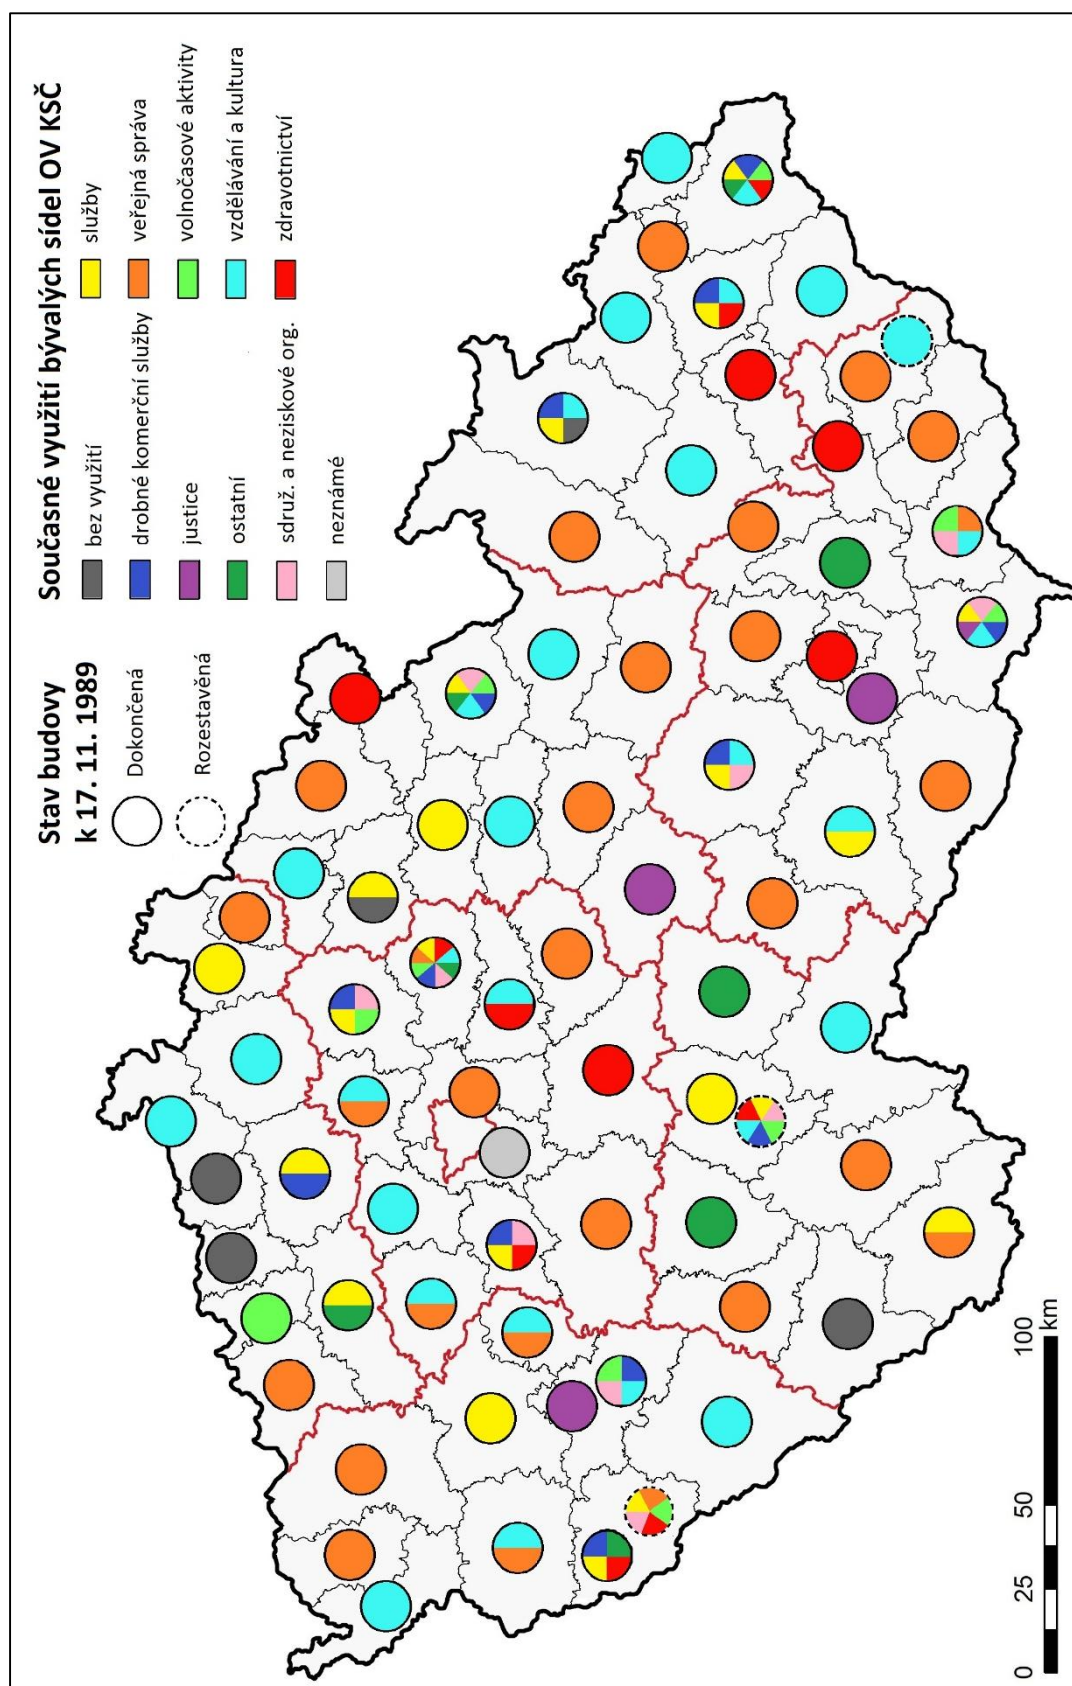 Stav budovy
k 17. 11. 1989
Dokončená
Rozestavěná
Současné využití bývalých sídel OV KSČ
bez využití
drobné komerční služby
justice
ostatní
sdruž. a neziskové org.
neznámé
služby
veřejná správa
volnočasové aktivity
vzdělávání a kultura
zdravotnictví
0 25 50 100
km